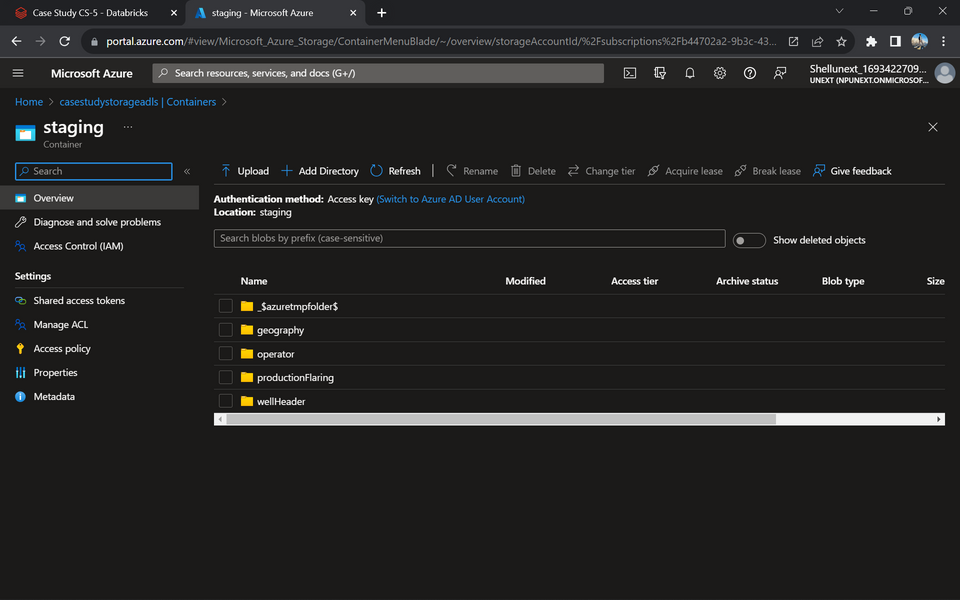 Case Study CS-5 - Databricks
staging - Microsoft Azure
portal.azure.com/#view/Microsoft_Azure_Storage/ContainerMenuBlade/~/overview/storageAccountId/%2Fsubscriptions%2Fb44702a2-9b3c-43...
Microsoft Azure
Search resources, services, and docs (G+/)
Shellunext_1693422709...
UNEXT (NPUNEXT.ONMICROSOF...
Home > casestudystorageadls | Containers >
staging ...
Container
Search «
Upload Add Directory Refresh | Rename Delete Change tier Acquire lease Break lease Give feedback
Overview
Diagnose and solve problems
Access Control (IAM)
Settings
Shared access tokens
Manage ACL
Access policy
Properties
Metadata
Authentication method: Access key (Switch to Azure AD User Account)
Location: staging
Search blobs by prefix (case-sensitive)
Show deleted objects
Name Modified Access tier Archive status Blob type Size
_$azuretmpfolder$
geography
operator
productionFlaring
wellHeader